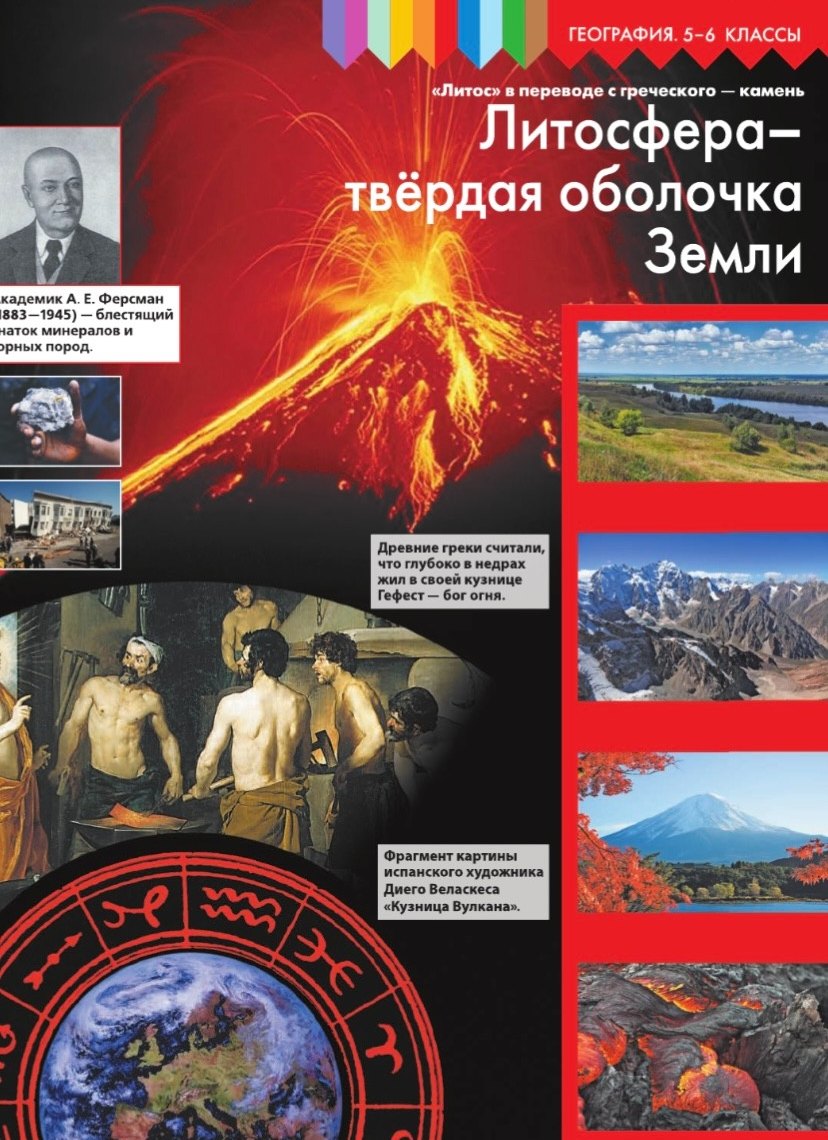 ГЕОГРАФИЯ. 5–6 КЛАССЫ
«Литос» в переводе с греческого — камень
Литосфера–
твёрдая оболочка
Земли
кадемик А. Е. Ферсман
1883—1945) — блестящий
наток минералов и
орных пород.
Древние греки считали,
что глубоко в недрах
жил в своей кузнице
Гефест — бог огня.
Фрагмент картины
испанского художника
Диего Веласкеса
«Кузница Вулкана».